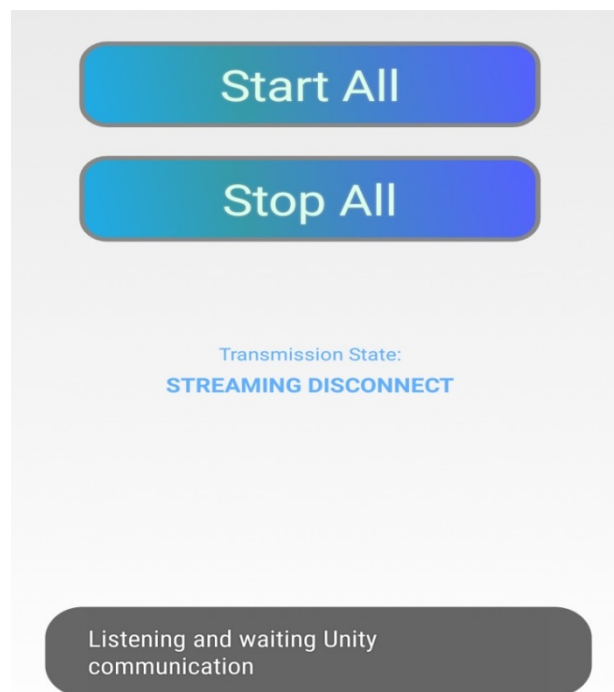 Start All
Stop All
Transmission State:
STREAMING DISCONNECT
Listening and waiting Unity
communication